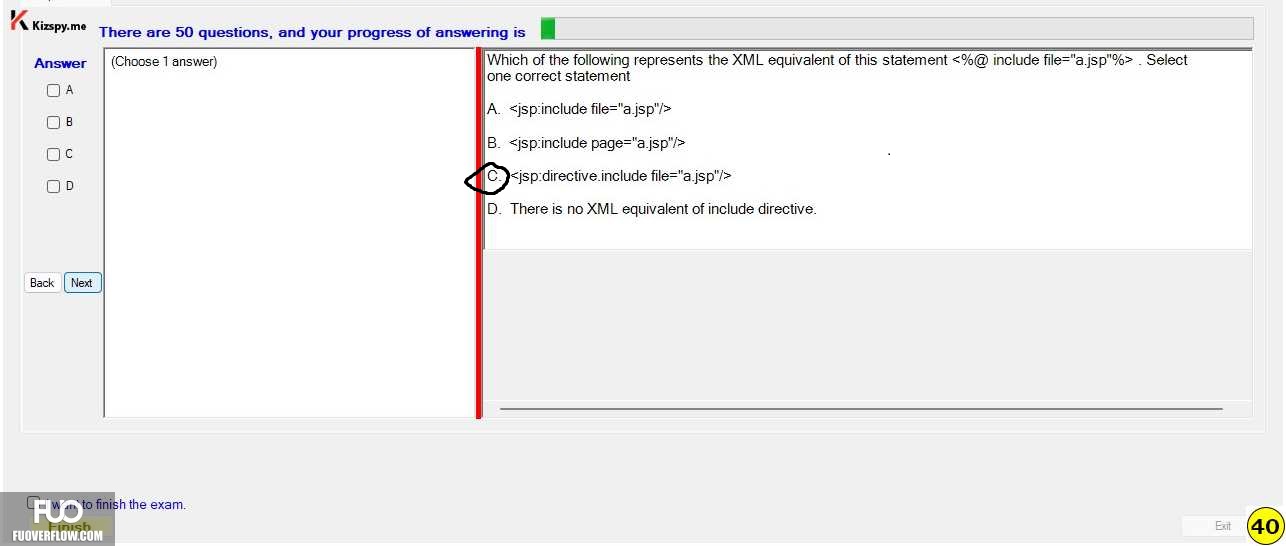 Kizspy.me
There are 50 questions, and your progress of answering is
Answer
(Choose 1 answer)
A
B
C
D
Back
Next
Which of the following represents the XML equivalent of this statement <%@ include file="a.jsp"%> . Select
one correct statement
A. <jsp:include file="a.jsp"/>
B. <jsp:include page="a.jsp"/>
C. <jsp:directive.include file="a.jsp"/>
D. There is no XML equivalent of include directive.
I want to finish the exam.
Finish
FUO
FUOVERFLOW.COM
Exit
40